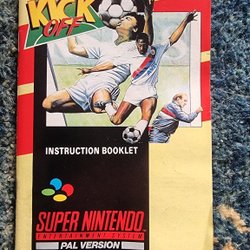 KICK
OFF
INSTRUCTION BOOKLET
SUPER NINTENDO
ENTERTAINMENT SYSTEM
PAL VERSION